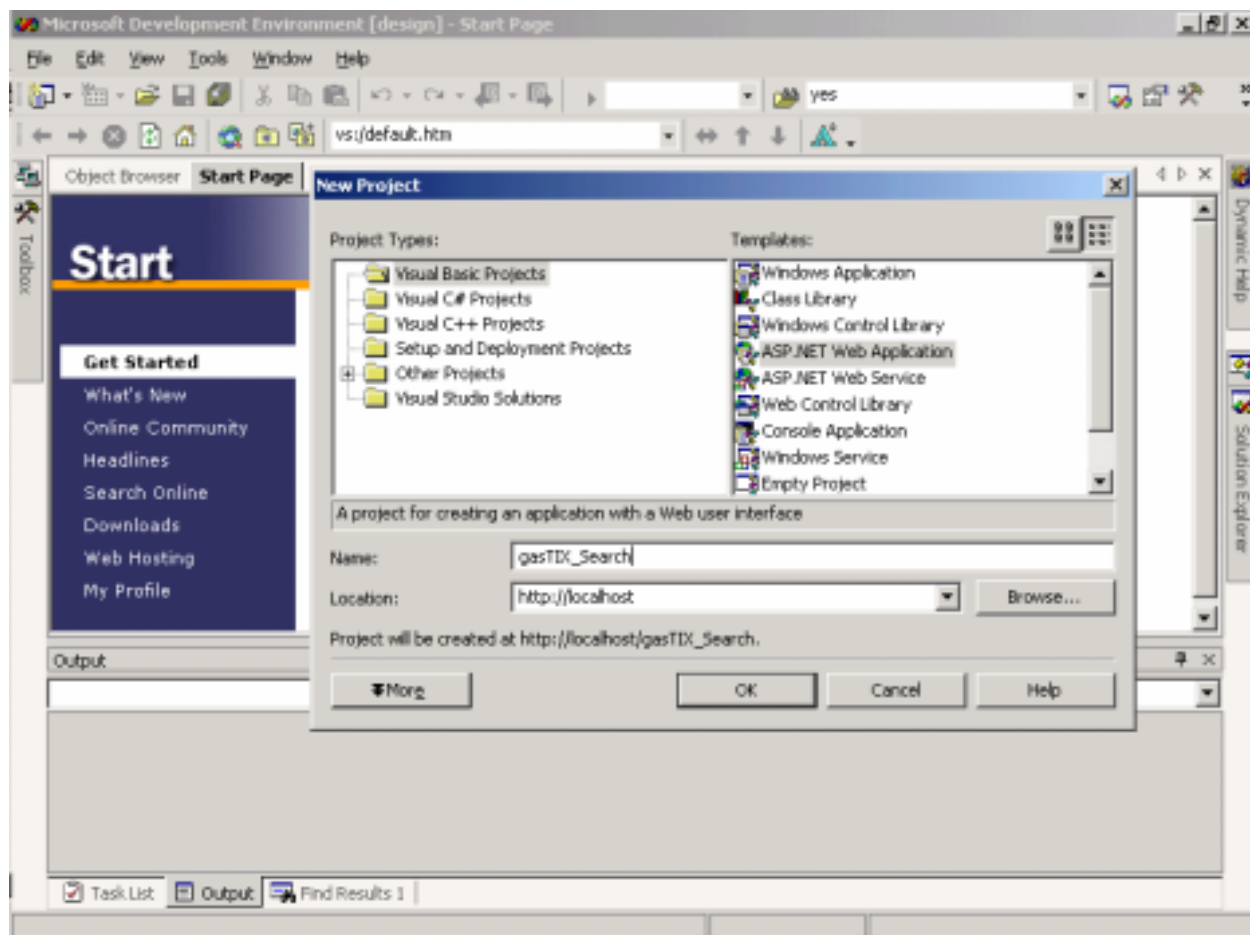 Microsoft Development Environment [design] - Start Page
File Edit View Tools Window Help
yes
vs:/default.htm
Object Browser Start Page
Toolbox
Dynamic Help
Solution Explorer
Start
Get Started
What's New
Online Community
Headlines
Search Online
Downloads
Web Hosting
My Profile
New Project
Project Types:
Visual Basic Projects
Visual C# Projects
Visual C++ Projects
Setup and Deployment Projects
Other Projects
Visual Studio Solutions
Templates:
Windows Application
Class Library
Windows Control Library
ASP.NET Web Application
ASP.NET Web Service
Web Control Library
Console Application
Windows Service
Empty Project
A project for creating an application with a Web user interface
Name: gasTIX_Search
Location: http://localhost Browse...
Project will be created at http://localhost/gasTIX_Search.
More OK Cancel Help
Output
Task List Output Find Results 1